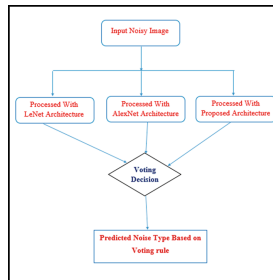 Input Noisy Image
Processed With
LeNet Architecture
Processed With
AlexNet Architecture
Processed With
Proposed Architecture
Voting
Decision
Predicted Noise Type Based on
Voting rule